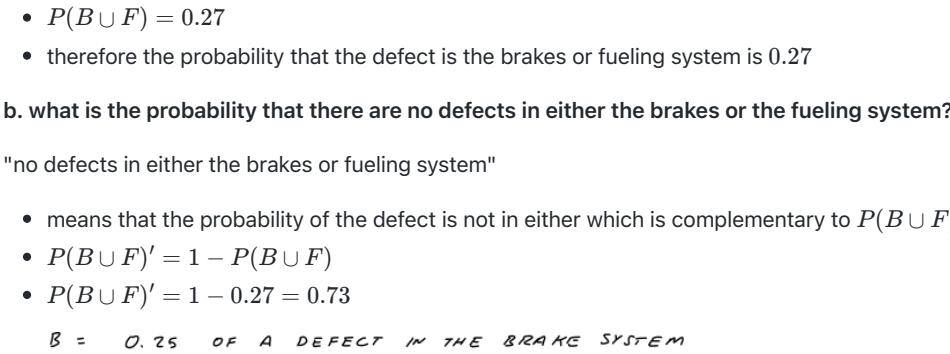 • P(B ∪ F) = 0.27
• therefore the probability that the defect is the brakes or fueling system is 0.27
b. what is the probability that there are no defects in either the brakes or the fueling system?
"no defects in either the brakes or fueling system"
• means that the probability of the defect is not in either which is complementary to P(B ∪ F
• P(B ∪ F)′ = 1 − P(B ∪ F)
• P(B ∪ F)′ = 1 − 0.27 = 0.73
B = 0.25 OF A DEFECT IN THE BRAKE SYSTEM